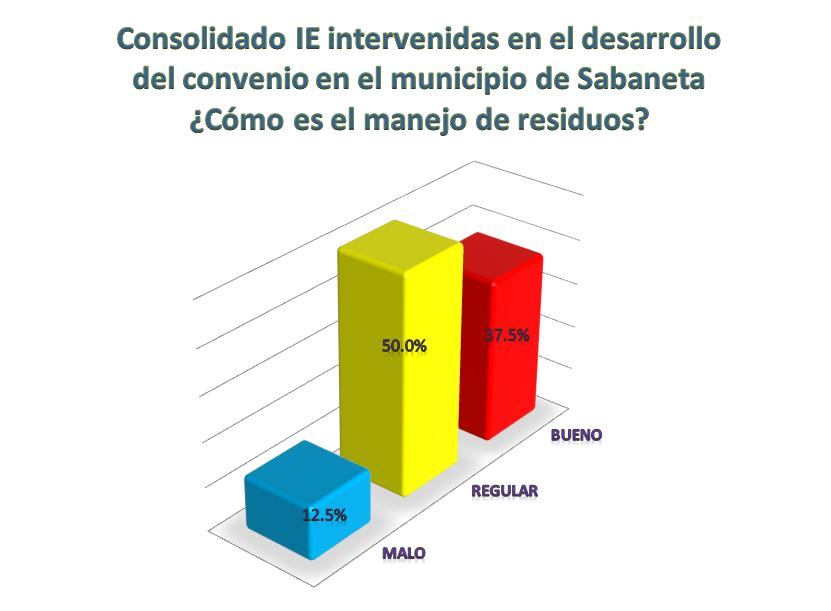 Consolidado IE intervenidas en el desarrollo
del convenio en el municipio de Sabaneta
¿Cómo es el manejo de residuos?
50.0%
37.5%
12.5%
BUENO
REGULAR
MALO